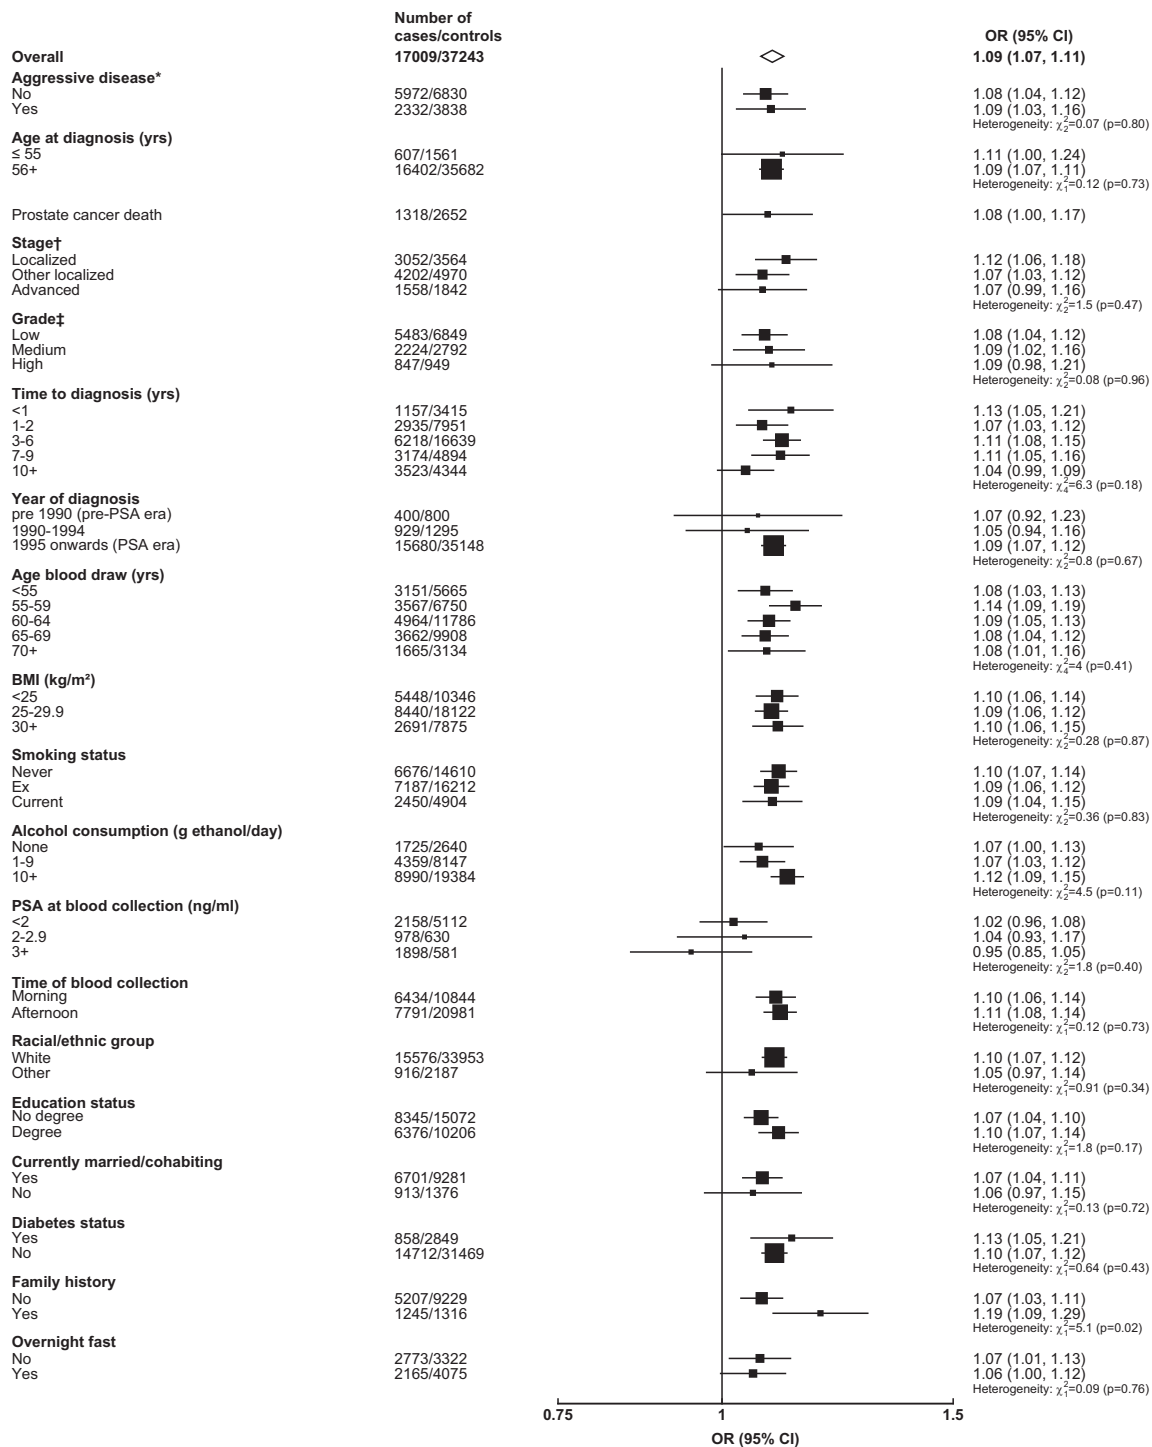 Number of
cases/controls OR (95% CI)
Overall 17009/37243 1.09 (1.07, 1.11)
Aggressive disease*
No 5972/6830 1.08 (1.04, 1.12)
Yes 2332/3838 1.09 (1.03, 1.16)
Heterogeneity: χ²₂=0.07 (p=0.80)
Age at diagnosis (yrs)
≤ 55 607/1561 1.11 (1.00, 1.24)
56+ 16402/35682 1.09 (1.07, 1.11)
Heterogeneity: χ²₁=0.12 (p=0.73)
Prostate cancer death 1318/2652 1.08 (1.00, 1.17)
Stage†
Localized 3052/3564 1.12 (1.06, 1.18)
Other localized 4202/4970 1.07 (1.03, 1.12)
Advanced 1558/1842 1.07 (0.99, 1.16)
Heterogeneity: χ²₂=1.5 (p=0.47)
Grade‡
Low 5483/6849 1.08 (1.04, 1.12)
Medium 2224/2792 1.09 (1.02, 1.16)
High 847/949 1.09 (0.98, 1.21)
Heterogeneity: χ²₂=0.08 (p=0.96)
Time to diagnosis (yrs)
<1 1157/3415 1.13 (1.05, 1.21)
1-2 2935/7951 1.07 (1.03, 1.12)
3-6 6218/16639 1.11 (1.08, 1.15)
7-9 3174/4894 1.11 (1.05, 1.16)
10+ 3523/4344 1.04 (0.99, 1.09)
Heterogeneity: χ²₄=6.3 (p=0.18)
Year of diagnosis
pre 1990 (pre-PSA era) 400/800 1.07 (0.92, 1.23)
1990-1994 929/1295 1.05 (0.94, 1.16)
1995 onwards (PSA era) 15680/35148 1.09 (1.07, 1.12)
Heterogeneity: χ²₂=0.8 (p=0.67)
Age blood draw (yrs)
<55 3151/5665 1.08 (1.03, 1.13)
55-59 3567/6750 1.14 (1.09, 1.19)
60-64 4964/11786 1.09 (1.05, 1.13)
65-69 3662/9908 1.08 (1.04, 1.12)
70+ 1665/3134 1.08 (1.01, 1.16)
Heterogeneity: χ²₄=4 (p=0.41)
BMI (kg/m²)
<25 5448/10346 1.10 (1.06, 1.14)
25-29.9 8440/18122 1.09 (1.06, 1.12)
30+ 2691/7875 1.10 (1.06, 1.15)
Heterogeneity: χ²₂=0.28 (p=0.87)
Smoking status
Never 6676/14610 1.10 (1.07, 1.14)
Ex 7187/16212 1.09 (1.06, 1.12)
Current 2450/4904 1.09 (1.04, 1.15)
Heterogeneity: χ²₂=0.36 (p=0.83)
Alcohol consumption (g ethanol/day)
None 1725/2640 1.07 (1.00, 1.13)
1-9 4359/8147 1.07 (1.03, 1.12)
10+ 8990/19384 1.12 (1.09, 1.15)
Heterogeneity: χ²₂=4.5 (p=0.11)
PSA at blood collection (ng/ml)
<2 2158/5112 1.02 (0.96, 1.08)
2-2.9 978/630 1.04 (0.93, 1.17)
3+ 1898/581 0.95 (0.85, 1.05)
Heterogeneity: χ²₂=1.8 (p=0.40)
Time of blood collection
Morning 6434/10844 1.10 (1.06, 1.14)
Afternoon 7791/20981 1.11 (1.08, 1.14)
Heterogeneity: χ²₁=0.12 (p=0.73)
Racial/ethnic group
White 15576/33953 1.10 (1.07, 1.12)
Other 916/2187 1.05 (0.97, 1.14)
Heterogeneity: χ²₁=0.91 (p=0.34)
Education status
No degree 8345/15072 1.07 (1.04, 1.10)
Degree 6376/10206 1.10 (1.07, 1.14)
Heterogeneity: χ²₁=1.8 (p=0.17)
Currently married/cohabiting
Yes 6701/9281 1.07 (1.04, 1.11)
No 913/1376 1.06 (0.97, 1.15)
Heterogeneity: χ²₁=0.13 (p=0.72)
Diabetes status
Yes 858/2849 1.13 (1.05, 1.21)
No 14712/31469 1.10 (1.07, 1.12)
Heterogeneity: χ²₁=0.64 (p=0.43)
Family history
No 5207/9229 1.07 (1.03, 1.11)
Yes 1245/1316 1.19 (1.09, 1.29)
Heterogeneity: χ²₁=5.1 (p=0.02)
Overnight fast
No 2773/3322 1.07 (1.01, 1.13)
Yes 2165/4075 1.06 (1.00, 1.12)
Heterogeneity: χ²₁=0.09 (p=0.76)
0.75 1 1.5
OR (95% CI)